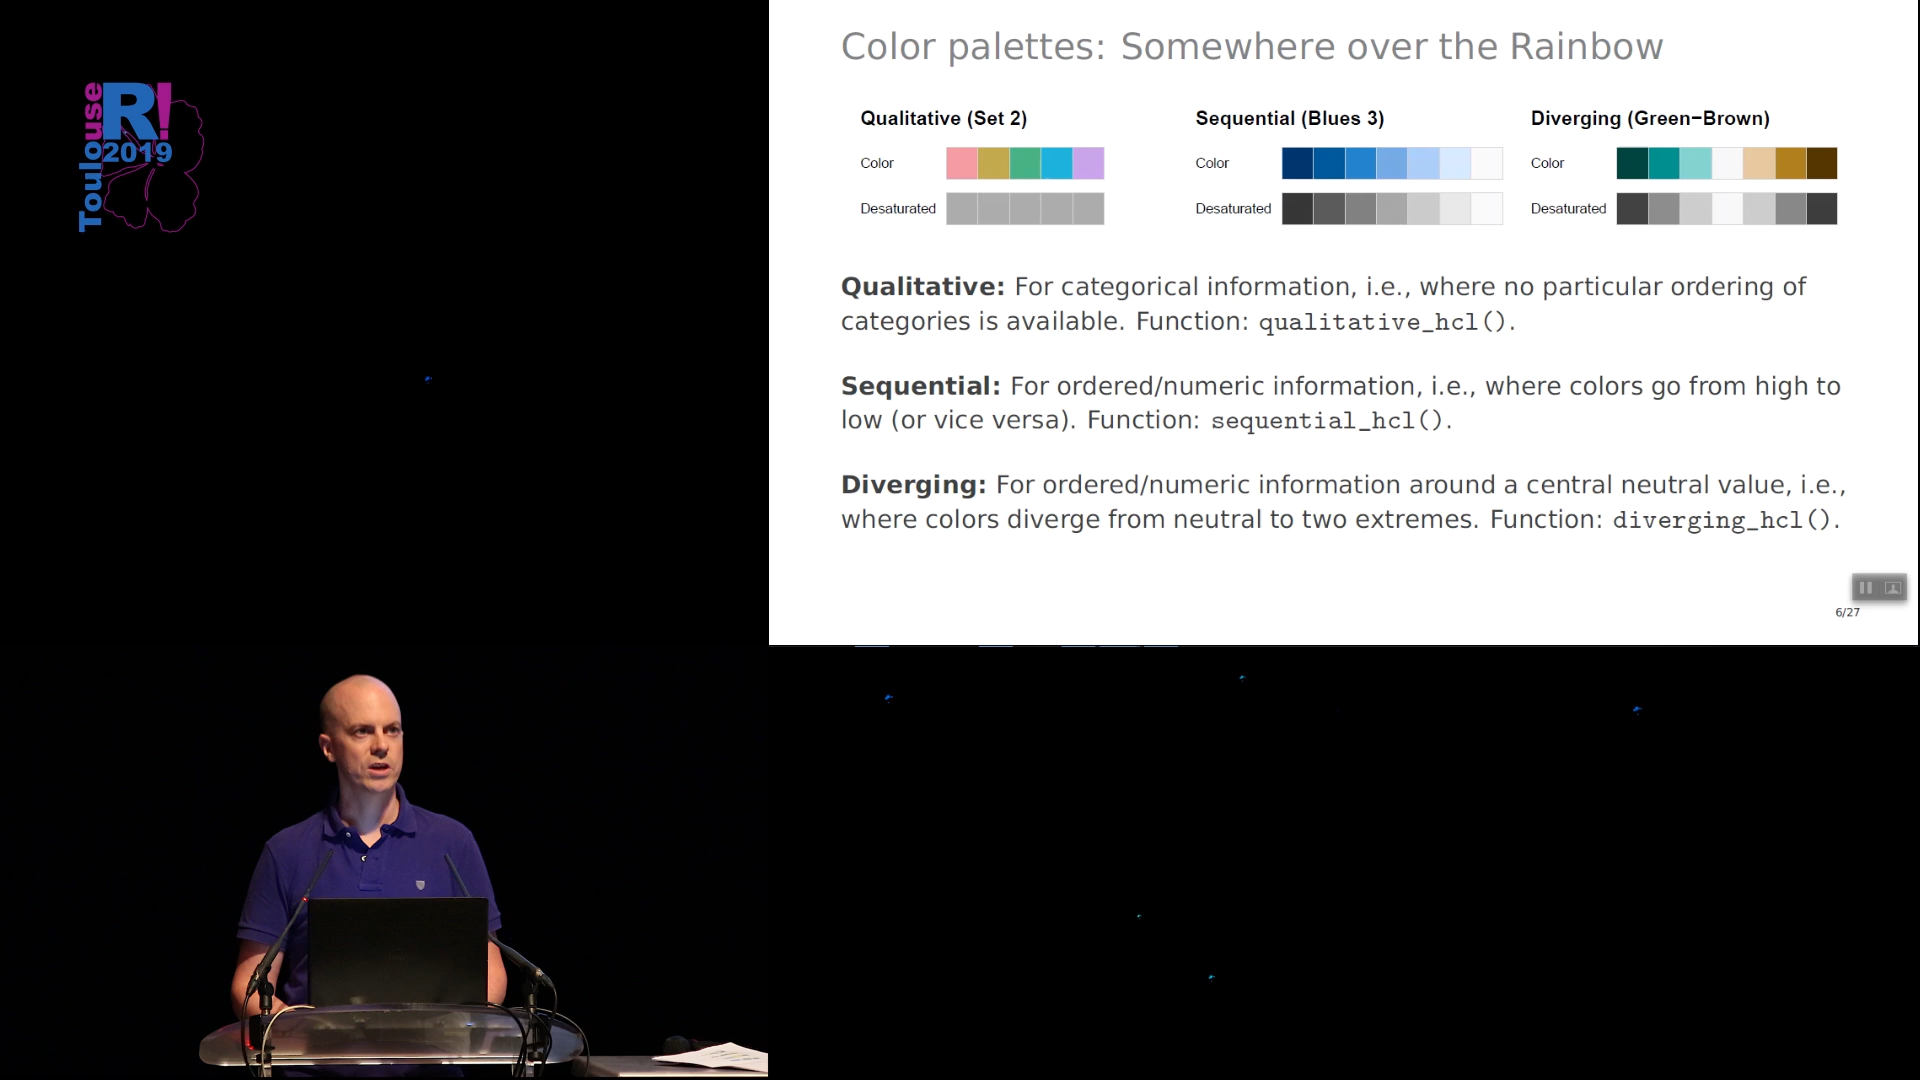 Toulouse
R!
2019
Color palettes: Somewhere over the Rainbow
Qualitative (Set 2)
Color
Desaturated
Sequential (Blues 3)
Color
Desaturated
Diverging (Green−Brown)
Color
Desaturated
Qualitative: For categorical information, i.e., where no particular ordering of
categories is available. Function: qualitative_hcl().
Sequential: For ordered/numeric information, i.e., where colors go from high to
low (or vice versa). Function: sequential_hcl().
Diverging: For ordered/numeric information around a central neutral value, i.e.,
where colors diverge from neutral to two extremes. Function: diverging_hcl().
6/27